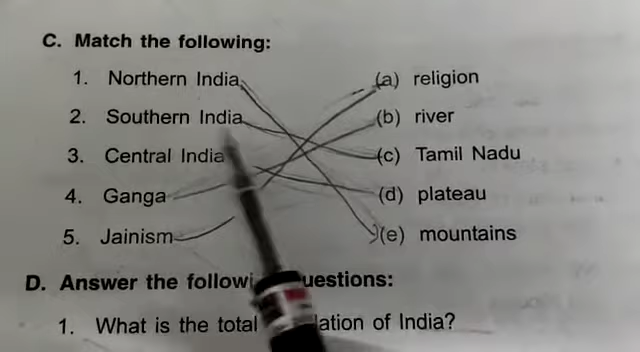 C. Match the following:
1. Northern India (a) religion
2. Southern India (b) river
3. Central India (c) Tamil Nadu
4. Ganga (d) plateau
5. Jainism (e) mountains
D. Answer the followi uestions:
1. What is the total lation of India?